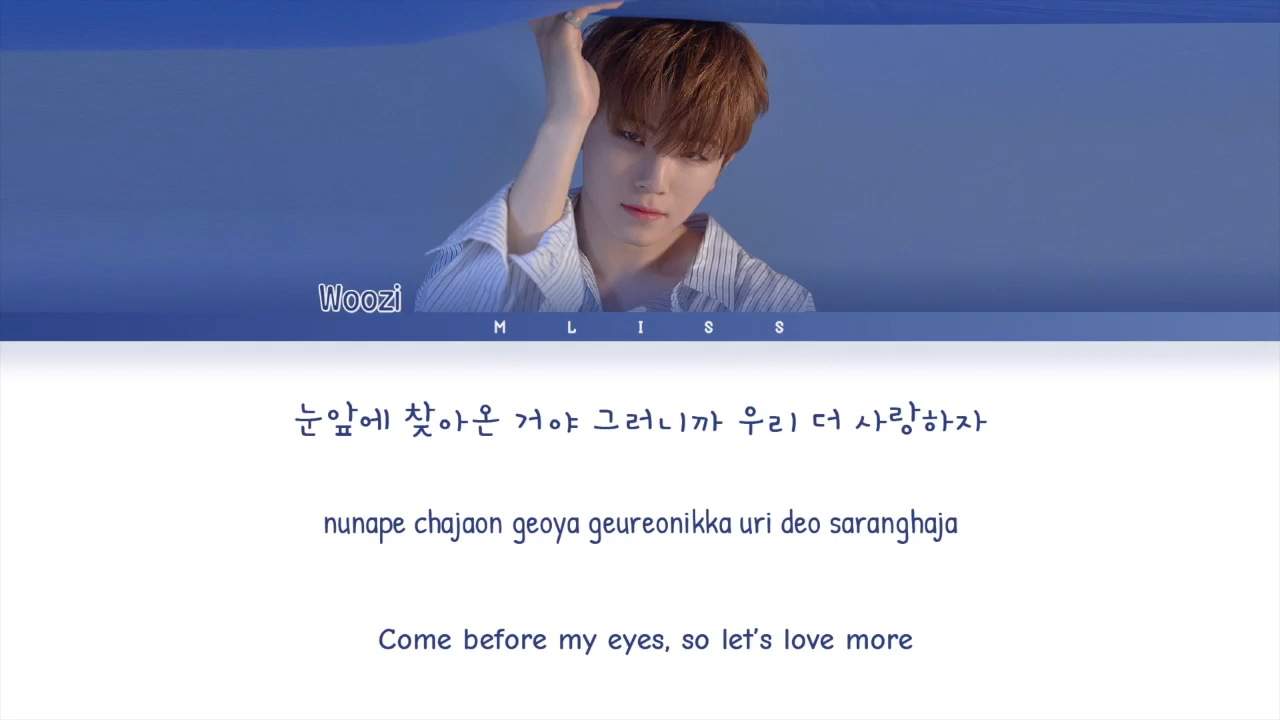 Woozi
M L I S S
눈앞에 찾아온 거야 그러니까 우리 더 사랑하자
nunape chajaon geoya geureonikka uri deo saranghaja
Come before my eyes, so let's love more